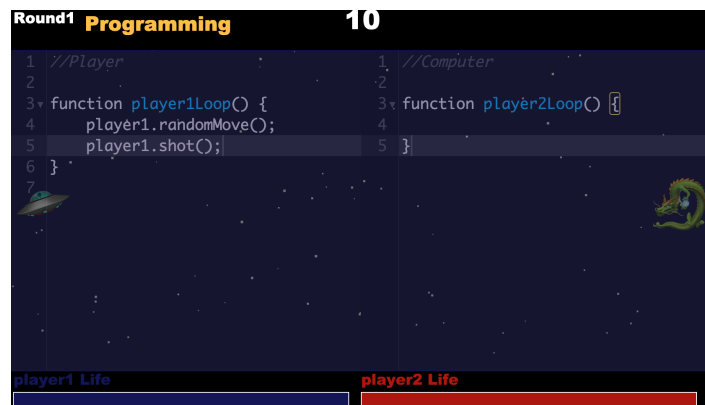 Round1 Programming 10
1 //Player
2
3 function player1Loop() {
4 player1.randomMove();
5 player1.shot();
6 }
7
1 //Computer
2
3 function player2Loop() {
4
5 }
player1 Life
player2 Life